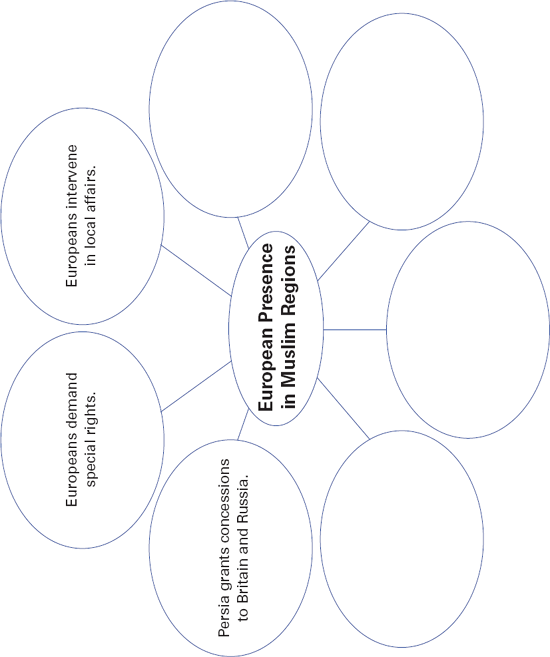 Europeans demand
special rights.
Europeans intervene
in local affairs.
Persia grants concessions
to Britain and Russia.
European Presence
in Muslim Regions